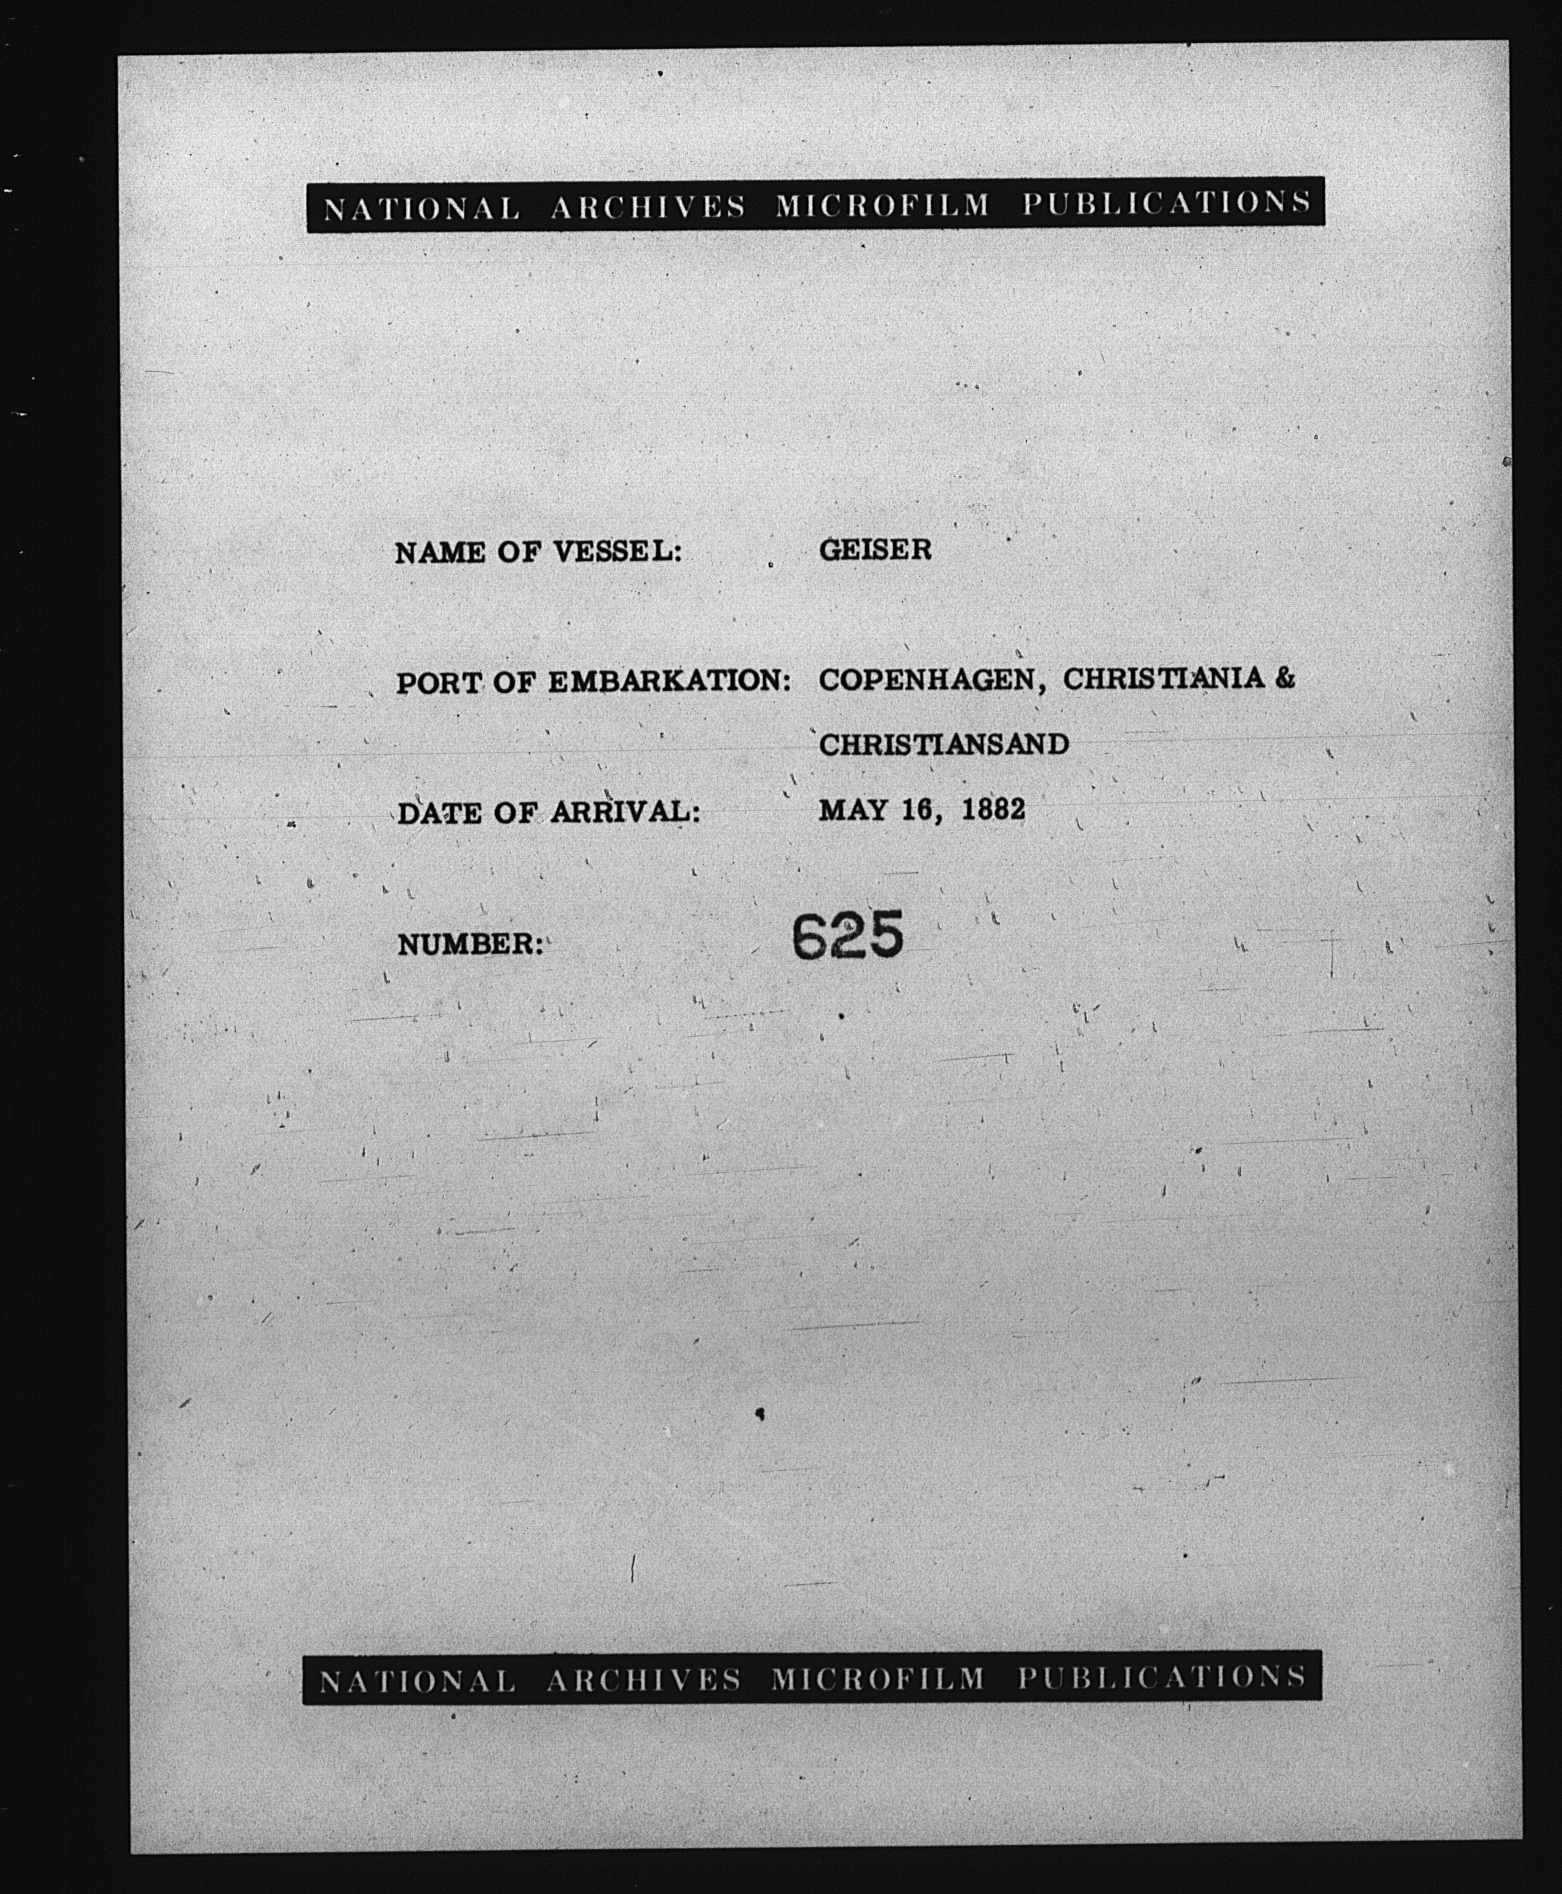 NATIONAL ARCHIVES MICROFILM PUBLICATIONS
NAME OF VESSEL: GEISER
PORT OF EMBARKATION: COPENHAGEN, CHRISTIANIA &
CHRISTIANSAND
DATE OF ARRIVAL: MAY 16, 1882
NUMBER: 625
NATIONAL ARCHIVES MICROFILM PUBLICATIONS